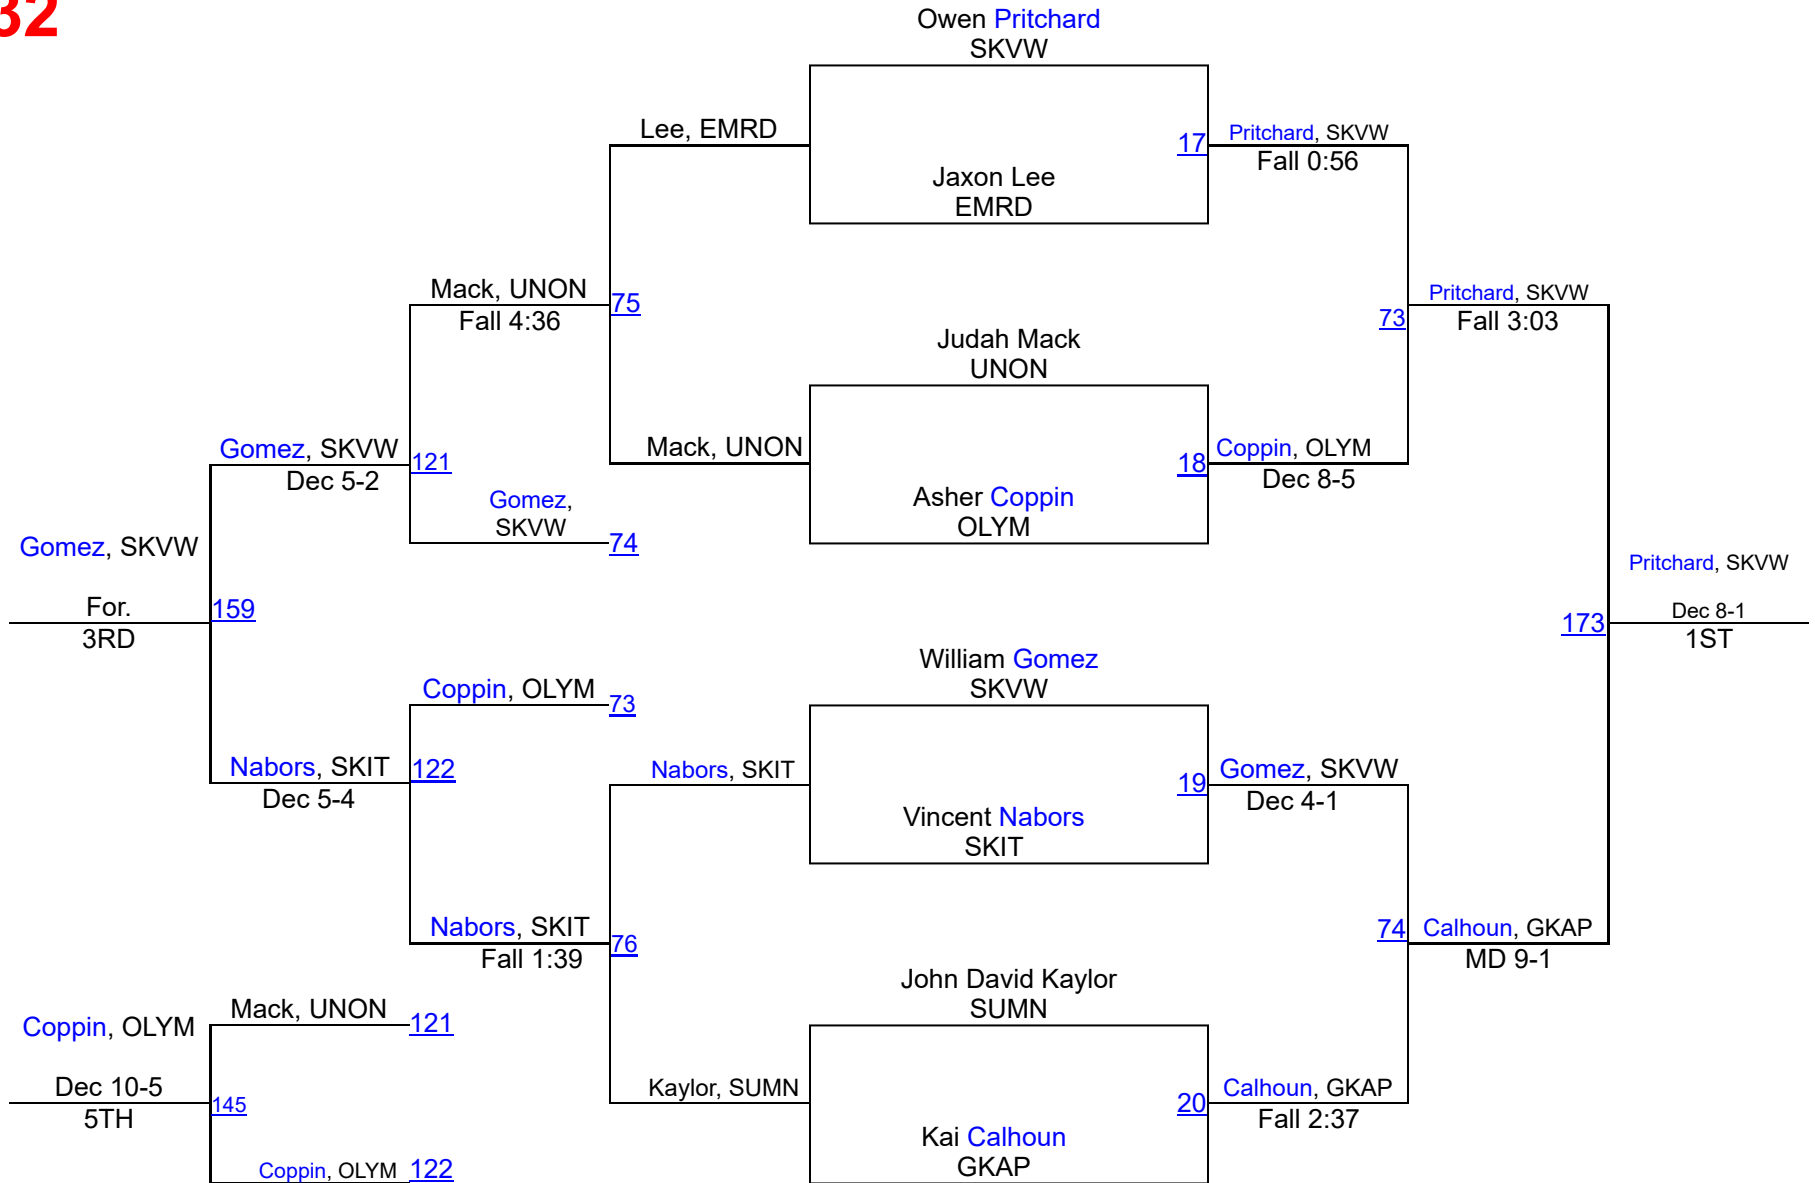 32
Owen Pritchard
SKVW
Lee, EMRD
17
Pritchard, SKVW
Fall 0:56
Jaxon Lee
EMRD
Mack, UNON
Fall 4:36
75
Judah Mack
UNON
73
Pritchard, SKVW
Fall 3:03
Gomez, SKVW
Dec 5-2
121
Mack, UNON
18
Coppin, OLYM
Dec 8-5
Gomez,
SKVW
74
Asher Coppin
OLYM
Gomez, SKVW
For.
3RD
159
Pritchard, SKVW
173
Dec 8-1
1ST
Coppin, OLYM
73
William Gomez
SKVW
Nabors, SKIT
Dec 5-4
122
Nabors, SKIT
19
Gomez, SKVW
Dec 4-1
Vincent Nabors
SKIT
Nabors, SKIT
Fall 1:39
76
74
Calhoun, GKAP
MD 9-1
John David Kaylor
SUMN
Coppin, OLYM
Dec 10-5
5TH
Mack, UNON
121
145
Coppin, OLYM
122
Kaylor, SUMN
20
Calhoun, GKAP
Fall 2:37
Kai Calhoun
GKAP